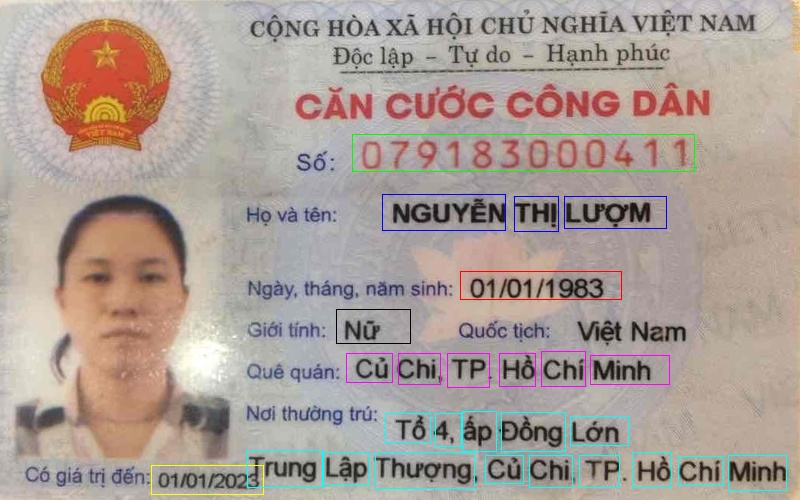 CỘNG HÒA XÃ HỘI CHỦ NGHĨA VIỆT NAM
Độc lập – Tự do – Hạnh phúc
CĂN CƯỚC CÔNG DÂN
Số: 079183000411
Họ và tên: NGUYỄN THỊ LƯỢM
Ngày, tháng, năm sinh: 01/01/1983
Giới tính: Nữ Quốc tịch: Việt Nam
Quê quán: Củ Chi, TP. Hồ Chí Minh
Nơi thường trú: Tổ 4, ấp Đồng Lớn
Trung Lập Thượng, Củ Chi, TP. Hồ Chí Minh
Có giá trị đến: 01/01/2023
VIỆT NAM